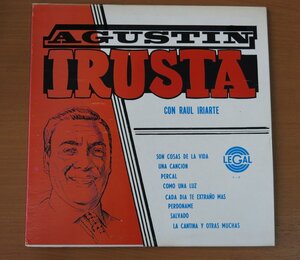 AGUSTIN
IRUSTA
CON RAUL IRIARTE
SON COSAS DE LA VIDA
UNA CANCION
PERCAL
COMO UNA LUZ
CADA DIA TE EXTRAÑO MAS
PERDONAME
SALVADO
LA CANTINA Y OTRAS MUCHAS
LEGAL